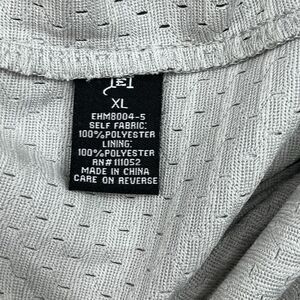 XL
EHM8004-5
SELF FABRIC:
100%POLYESTER
LINING:
100%POLYESTER
RN#111052
MADE IN CHINA
CARE ON REVERSE